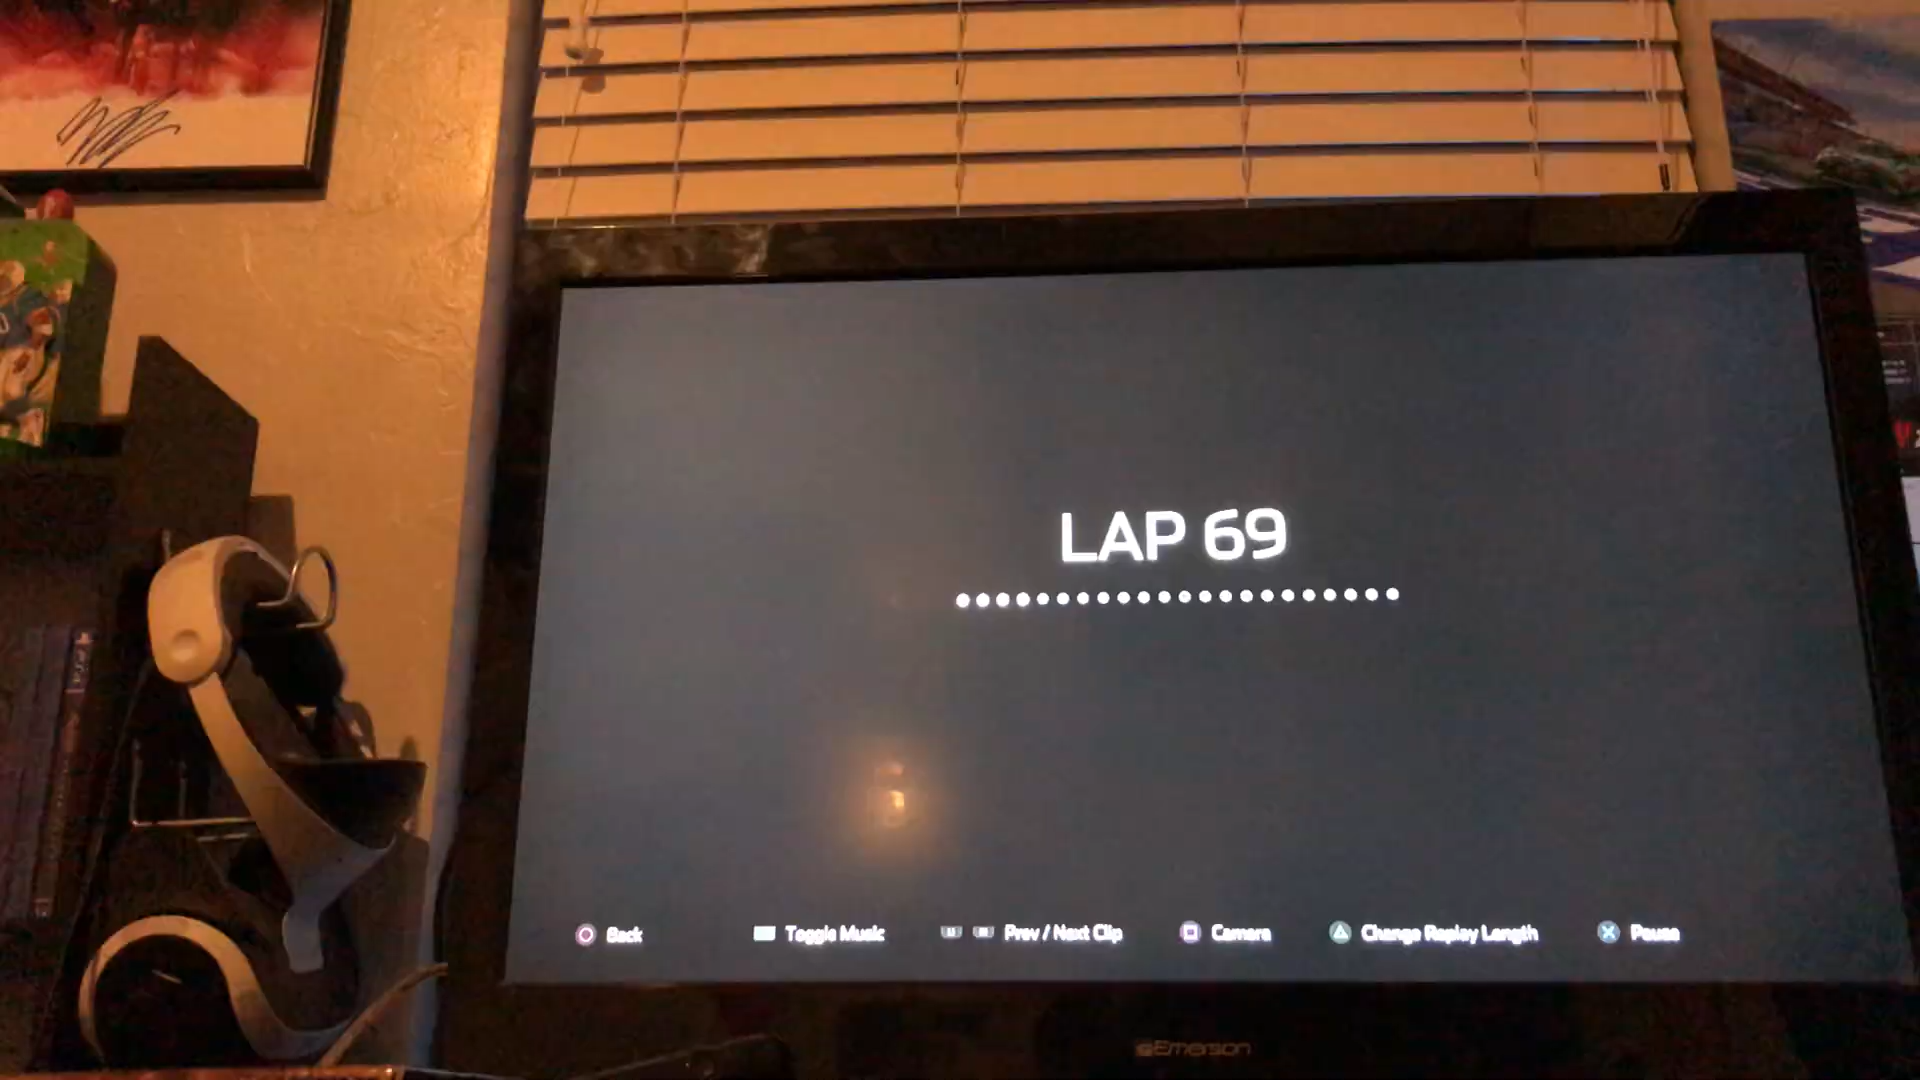 LAP 69
Back
Toggle Music
Prev / Next Clip
Camera
Change Replay Length
Pause
Emerson